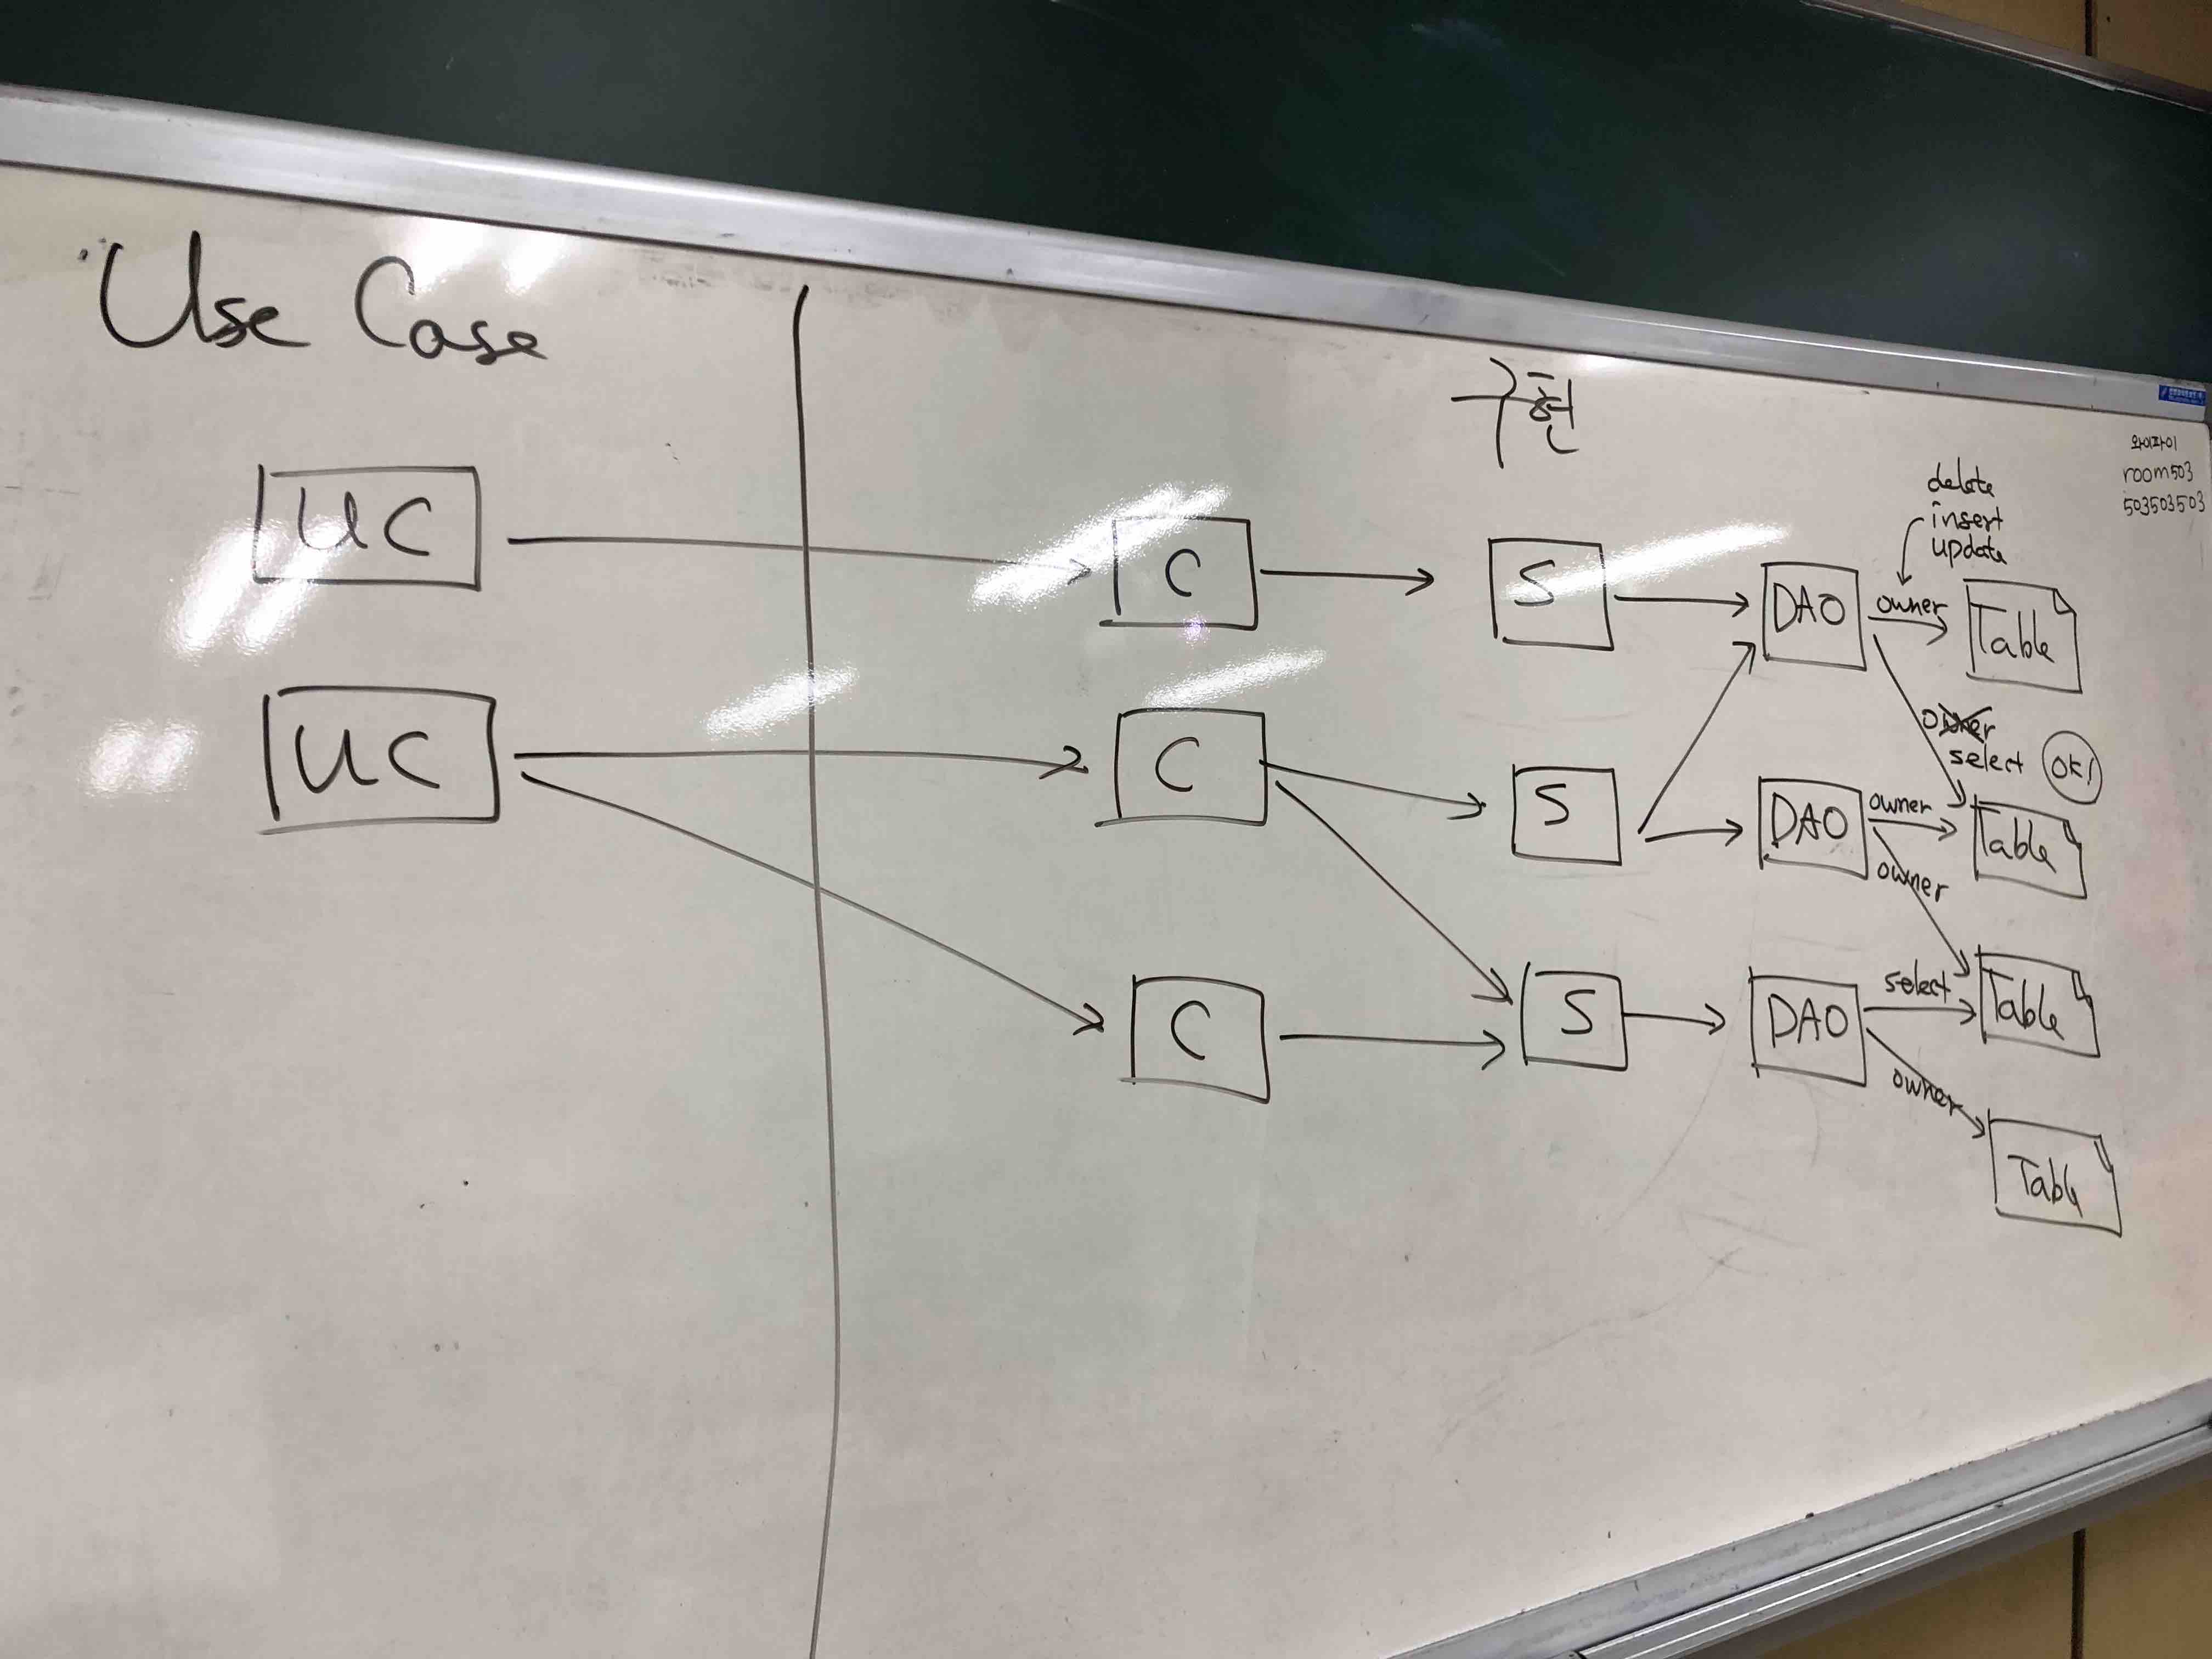 Use Case
구현
와이파이
room503
503503503
delete
insert
update
UC
C
S
DAO
owner
Table
owner
select
OK!
UC
C
S
DAO
owner
Table
owner
C
S
DAO
select
Table
owner
Table